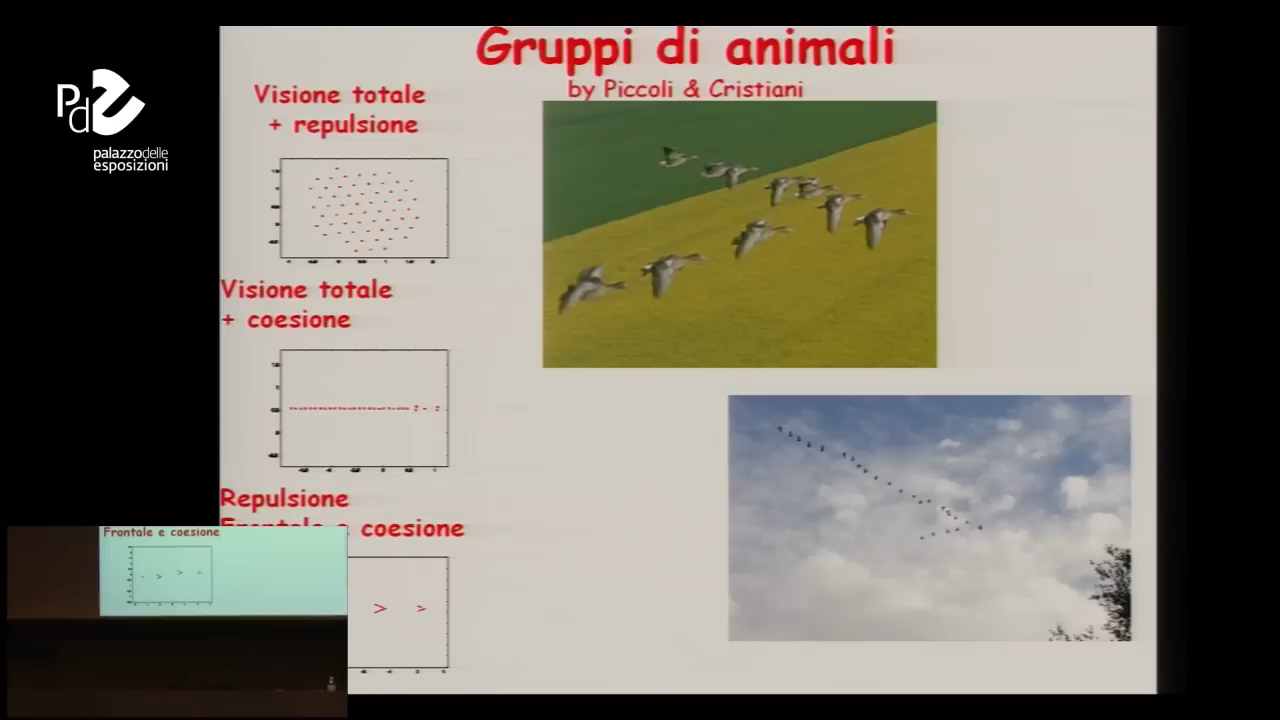 Gruppi di animali
by Piccoli & Cristiani
Pde
palazzodelle
esposizioni
Visione totale
+ repulsione
Visione totale
+ coesione
Repulsione
Frontale e coesione
Frontale e coesione